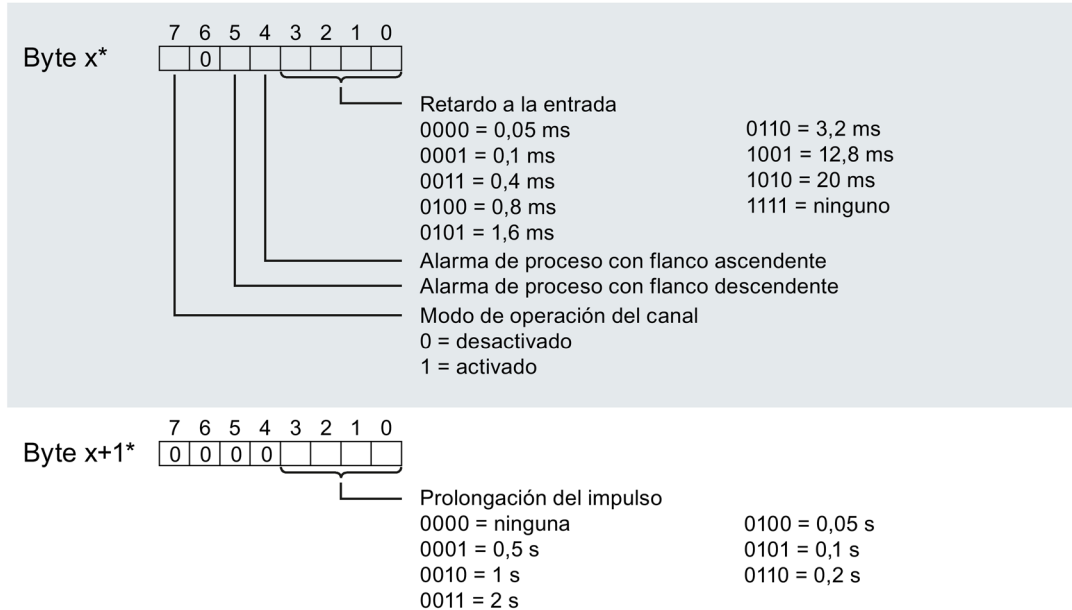 7 6 5 4 3 2 1 0
Byte x* 0
Retardo a la entrada
0000 = 0,05 ms
0001 = 0,1 ms
0011 = 0,4 ms
0100 = 0,8 ms
0101 = 1,6 ms
0110 = 3,2 ms
1001 = 12,8 ms
1010 = 20 ms
1111 = ninguno
Alarma de proceso con flanco ascendente
Alarma de proceso con flanco descendente
Modo de operación del canal
0 = desactivado
1 = activado
7 6 5 4 3 2 1 0
Byte x+1* 0 0 0 0
Prolongación del impulso
0000 = ninguna
0001 = 0,5 s
0010 = 1 s
0011 = 2 s
0100 = 0,05 s
0101 = 0,1 s
0110 = 0,2 s